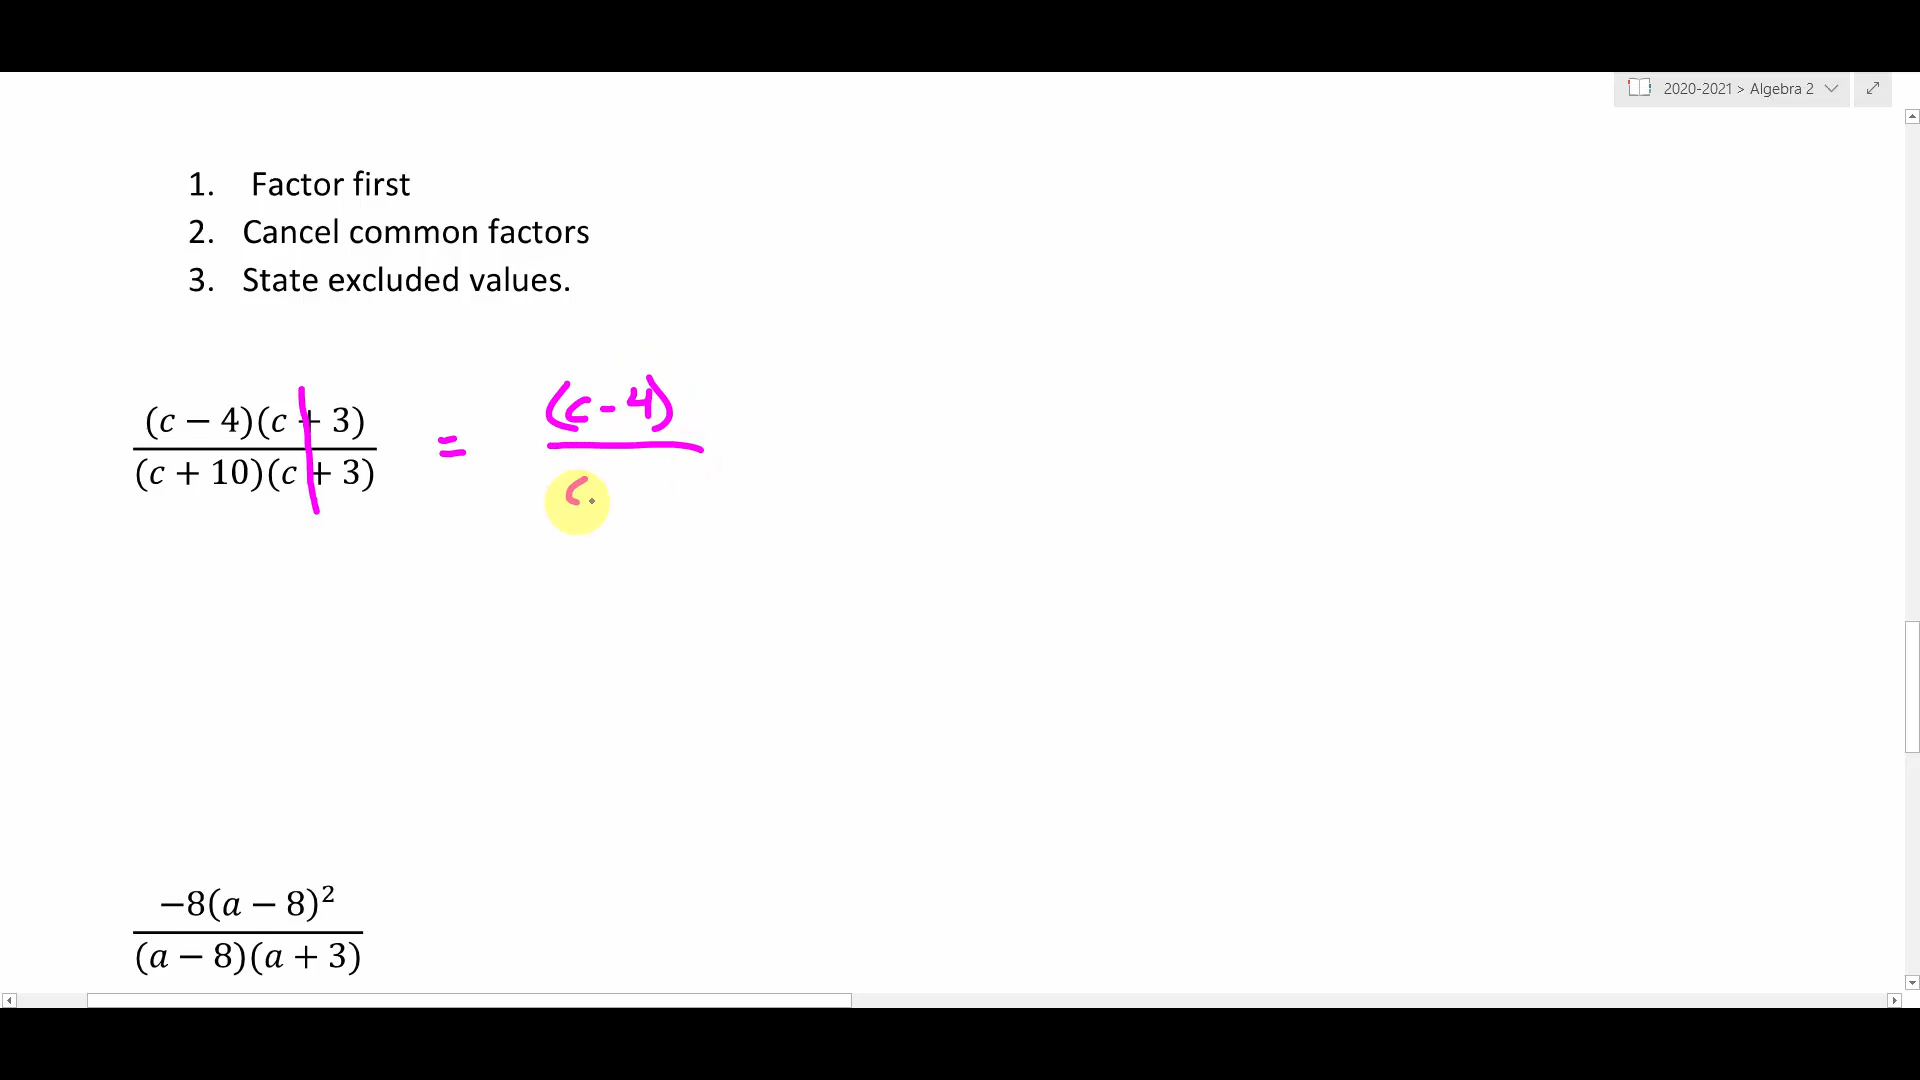 2020-2021 > Algebra 2
1. Factor first
2. Cancel common factors
3. State excluded values.
(c − 4)(c + 3)
(c + 10)(c + 3)
=
(c - 4)
c
−8(a − 8)²
(a − 8)(a + 3)